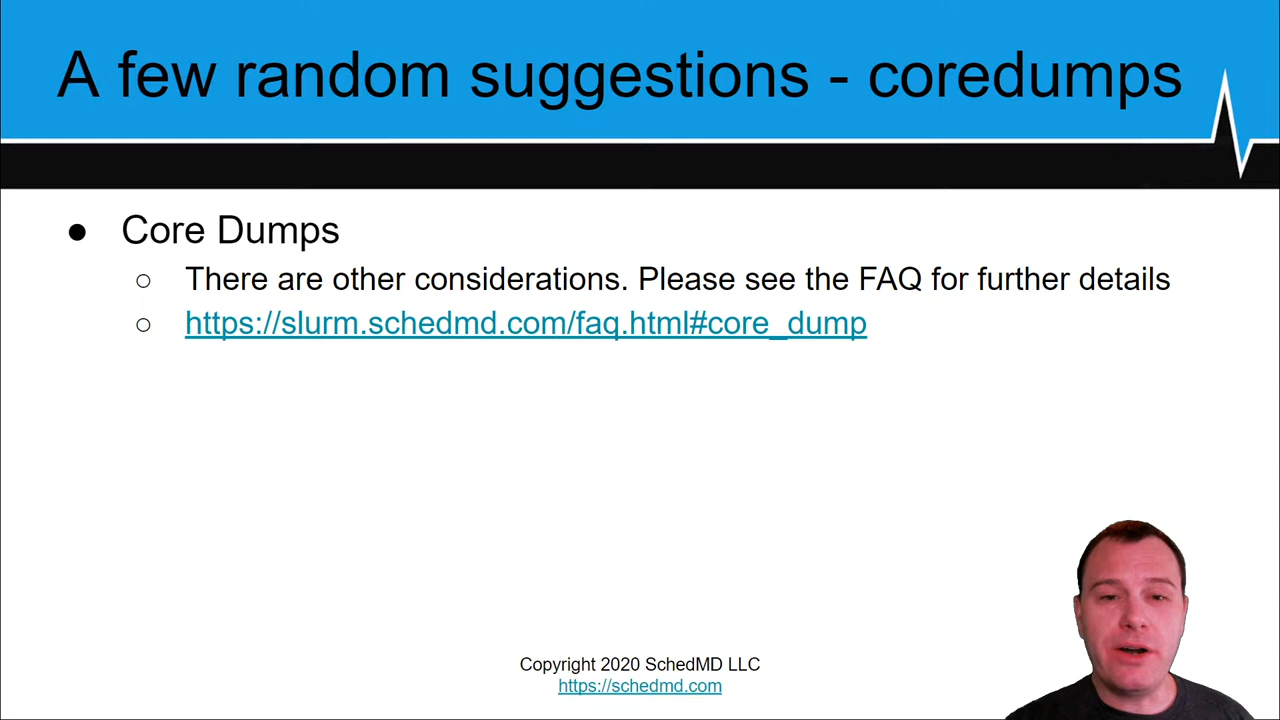 A few random suggestions - coredumps
● Core Dumps
○ There are other considerations. Please see the FAQ for further details
○ https://slurm.schedmd.com/faq.html#core_dump
Copyright 2020 SchedMD LLC
https://schedmd.com